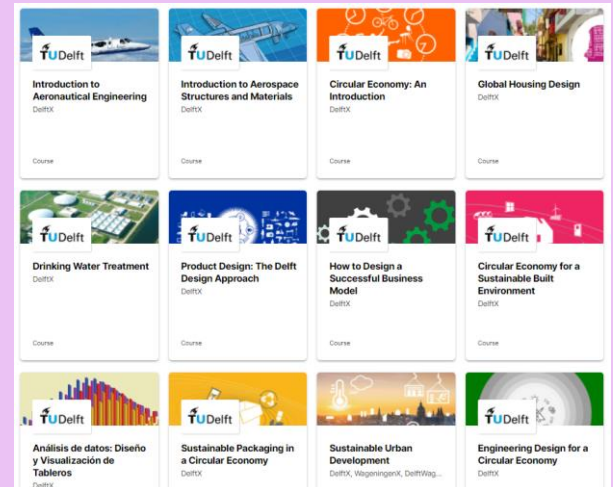 TUDelft
Introduction to
Aeronautical Engineering
DelftX
Course
TUDelft
Introduction to Aerospace
Structures and Materials
DelftX
Course
TUDelft
Circular Economy: An
Introduction
DelftX
Course
TUDelft
Global Housing Design
DelftX
Course
TUDelft
Drinking Water Treatment
DelftX
Course
TUDelft
Product Design: The Delft
Design Approach
DelftX
Course
TUDelft
How to Design a
Successful Business
Model
DelftX
Course
TUDelft
Circular Economy for a
Sustainable Built
Environment
DelftX
Course
TUDelft
Análisis de datos: Diseño
y Visualización de
Tableros
DelftX
TUDelft
Sustainable Packaging in
a Circular Economy
DelftX
TUDelft
Sustainable Urban
Development
DelftX, WageningenX, DelftWag...
TUDelft
Engineering Design for a
Circular Economy
DelftX